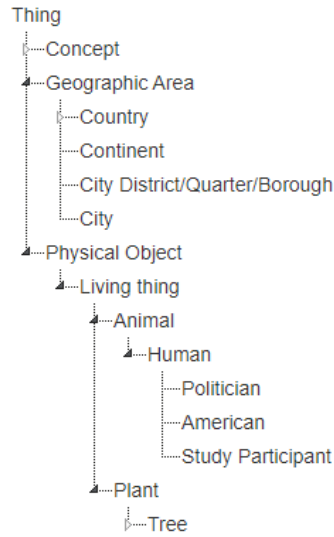 Thing
Concept
Geographic Area
Country
Continent
City District/Quarter/Borough
City
Physical Object
Living thing
Animal
Human
Politician
American
Study Participant
Plant
Tree